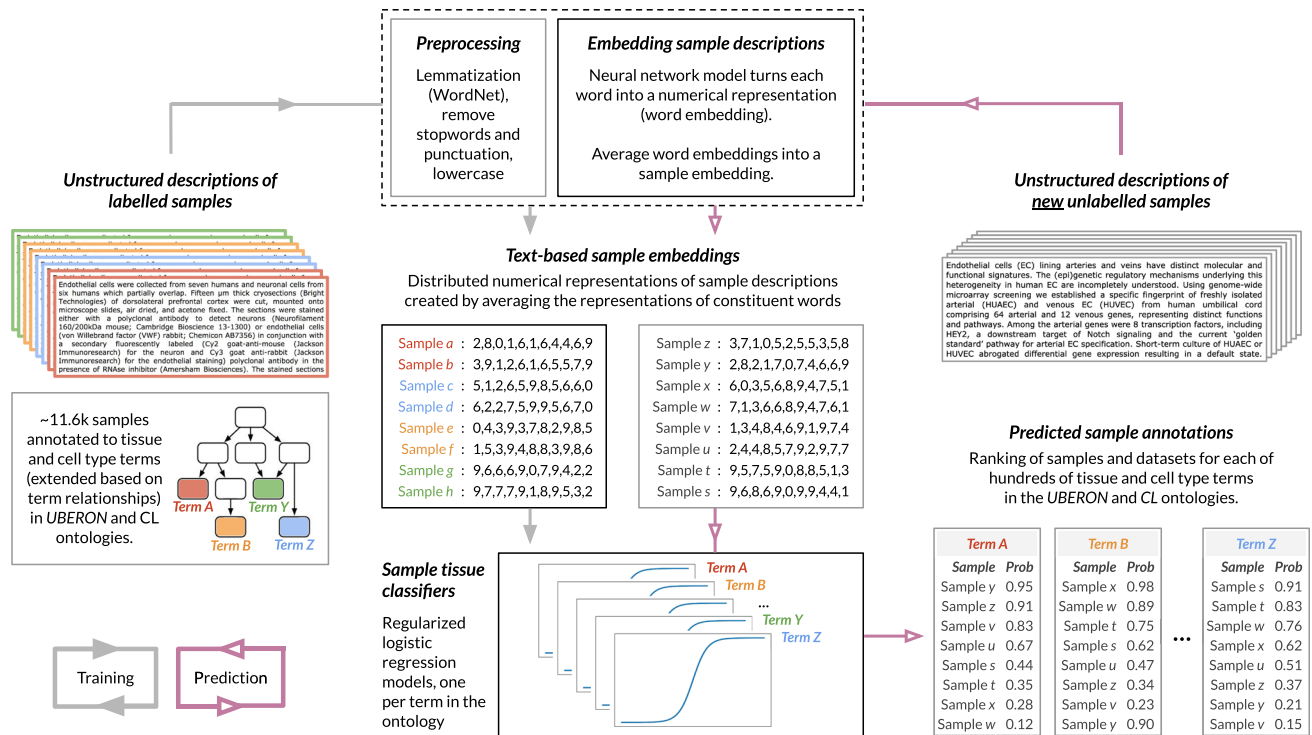 Preprocessing
Lemmatization
(WordNet),
remove
stopwords and
punctuation,
lowercase
Embedding sample descriptions
Neural network model turns each
word into a numerical representation
(word embedding).
Average word embeddings into a
sample embedding.
Unstructured descriptions of
labelled samples
Endothelial cells were collected from seven humans and neuronal cells from
six humans which partially overlap. Fifteen µm thick cryosections (Bright
Technologies) of dorsolateral prefrontal cortex were cut, mounted onto
microscope slides, air dried, and acetone fixed. The sections were stained
either with a polyclonal antibody to detect neurons (Neurofilament
160/200kDa mouse; Cambridge Bioscience 13-1300) or endothelial cells
(von Willebrand factor (VWF) rabbit; Chemicon AB7356) in conjunction with
a secondary fluorescently labeled (Cy2 goat-anti-mouse (Jackson
Immunoresearch) for the neuron and Cy3 goat anti-rabbit (Jackson
Immunoresearch) for the endothelial staining) polyclonal antibody in the
presence of RNAse inhibitor (Amersham Biosciences). The stained sections
~11.6k samples
annotated to tissue
and cell type terms
(extended based on
term relationships)
in UBERON and CL
ontologies.
Term A
Term Y
Term B
Term Z
Training
Prediction
Text-based sample embeddings
Distributed numerical representations of sample descriptions
created by averaging the representations of constituent words
Sample a : 2,8,0,1,6,1,6,4,4,6,9
Sample b : 3,9,1,2,6,1,6,5,5,7,9
Sample c : 5,1,2,6,5,9,8,5,6,6,0
Sample d : 6,2,2,7,5,9,9,5,6,7,0
Sample e : 0,4,3,9,3,7,8,2,9,8,5
Sample f : 1,5,3,9,4,8,8,3,9,8,6
Sample g : 9,6,6,6,9,0,7,9,4,2,2
Sample h : 9,7,7,7,9,1,8,9,5,3,2
Sample z : 3,7,1,0,5,2,5,5,3,5,8
Sample y : 2,8,2,1,7,0,7,4,6,6,9
Sample x : 6,0,3,5,6,8,9,4,7,5,1
Sample w : 7,1,3,6,6,8,9,4,7,6,1
Sample v : 1,3,4,8,4,6,9,1,9,7,4
Sample u : 2,4,4,8,5,7,9,2,9,7,7
Sample t : 9,5,7,5,9,0,8,8,5,1,3
Sample s : 9,6,8,6,9,0,9,9,4,4,1
Sample tissue
classifiers
Regularized
logistic
regression
models, one
per term in the
ontology
Term A
Term B
...
Term Y
Term Z
Unstructured descriptions of
new unlabelled samples
Endothelial cells (EC) lining arteries and veins have distinct molecular and
functional signatures. The (epi)genetic regulatory mechanisms underlying this
heterogeneity in human EC are incompletely understood. Using genome-wide
microarray screening we established a specific fingerprint of freshly isolated
arterial (HUAEC) and venous EC (HUVEC) from human umbilical cord
comprising 64 arterial and 12 venous genes, representing distinct functions
and pathways. Among the arterial genes were 8 transcription factors, including
HEY2, a downstream target of Notch signaling and the current 'golden
standard' pathway for arterial EC specification. Short-term culture of HUAEC or
HUVEC abrogated differential gene expression resulting in a default state.
Predicted sample annotations
Ranking of samples and datasets for each of
hundreds of tissue and cell type terms
in the UBERON and CL ontologies.
Term A
Sample Prob
Sample y 0.95
Sample z 0.91
Sample v 0.83
Sample u 0.67
Sample s 0.44
Sample t 0.35
Sample x 0.28
Sample w 0.12
Term B
Sample Prob
Sample x 0.98
Sample w 0.89
Sample t 0.75
Sample s 0.62
Sample u 0.47
Sample z 0.34
Sample v 0.23
Sample y 0.90
...
Term Z
Sample Prob
Sample s 0.91
Sample t 0.83
Sample w 0.76
Sample x 0.62
Sample u 0.51
Sample z 0.37
Sample y 0.21
Sample v 0.15